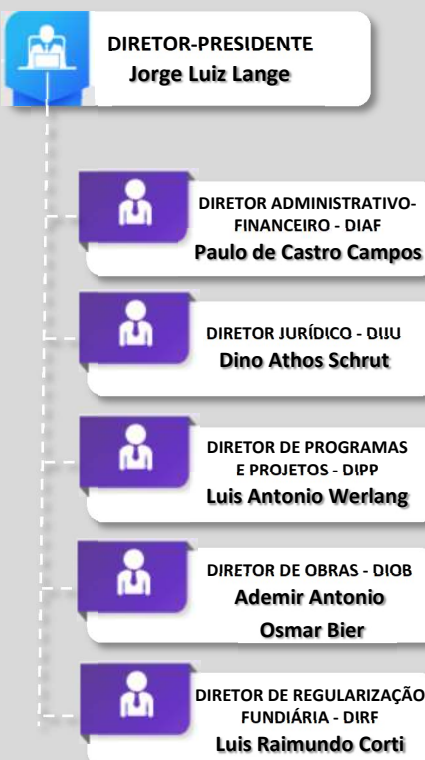 DIRETOR-PRESIDENTE
Jorge Luiz Lange
DIRETOR ADMINISTRATIVO-
FINANCEIRO - DIAF
Paulo de Castro Campos
DIRETOR JURÍDICO - DIJU
Dino Athos Schrut
DIRETOR DE PROGRAMAS
E PROJETOS - DIPP
Luis Antonio Werlang
DIRETOR DE OBRAS - DIOB
Ademir Antonio
Osmar Bier
DIRETOR DE REGULARIZAÇÃO
FUNDIÁRIA - DIRF
Luis Raimundo Corti